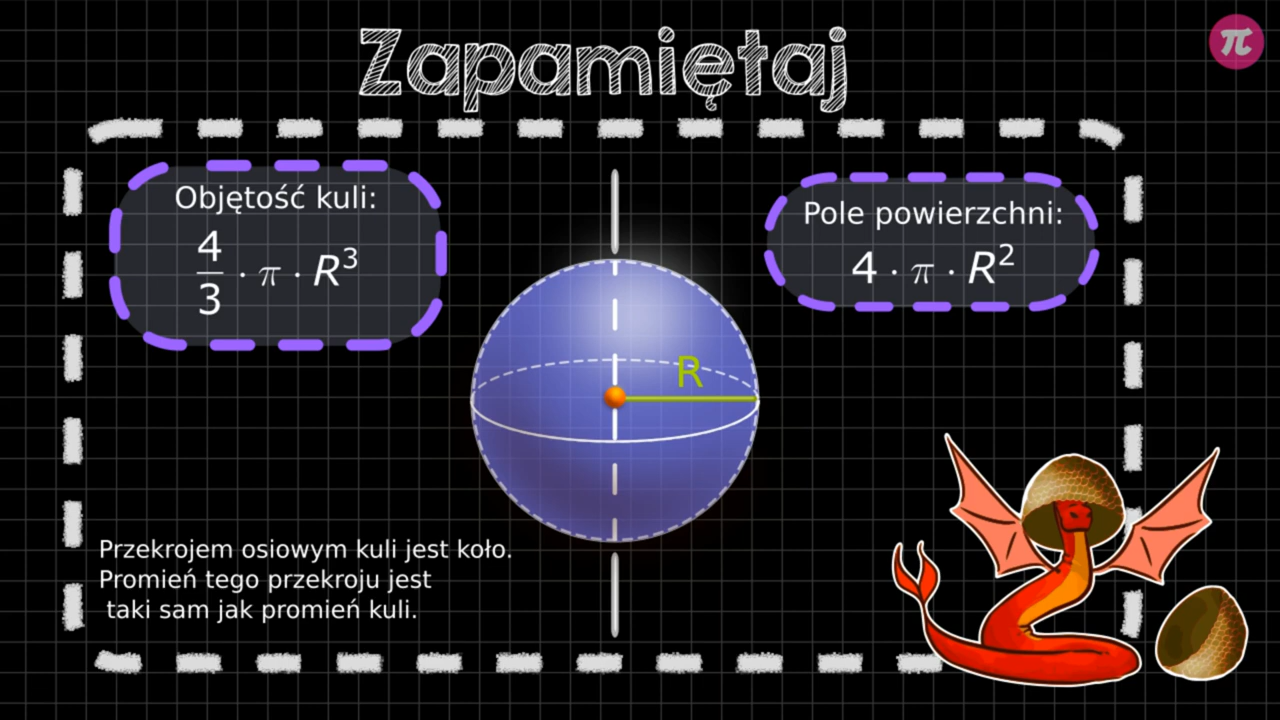 Zapamiętaj
π
Objętość kuli:
4/3 · π · R³
Pole powierzchni:
4 · π · R²
R
Przekrojem osiowym kuli jest koło.
Promień tego przekroju jest
taki sam jak promień kuli.